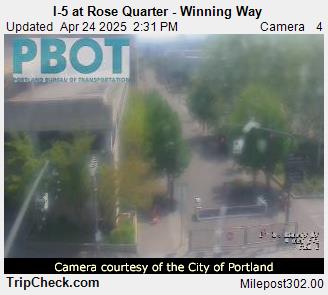 I-5 at Rose Quarter - Winning Way
Updated Apr 24 2025 2:31 PM Camera 4
PBOT
PORTLAND BUREAU OF TRANSPORTATION
Camera courtesy of the City of Portland
TripCheck.com Milepost302.00